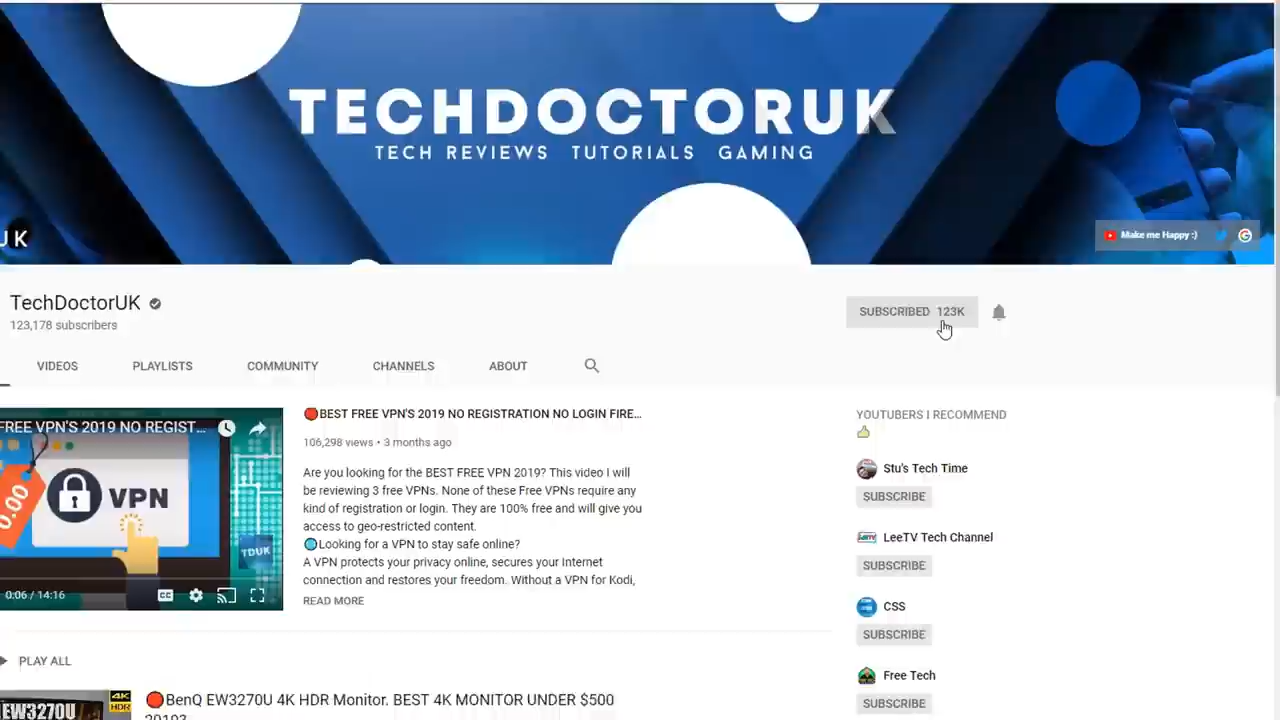 TECHDOCTORUK
TECH REVIEWS TUTORIALS GAMING
UK
Make me Happy :)
TechDoctorUK
123,178 subscribers
SUBSCRIBED 123K
VIDEOS PLAYLISTS COMMUNITY CHANNELS ABOUT
FREE VPN'S 2019 NO REGIST...
0.00
VPN
TDUK
0:06 / 14:16
CC
🔴BEST FREE VPN'S 2019 NO REGISTRATION NO LOGIN FIRE...
106,298 views • 3 months ago
Are you looking for the BEST FREE VPN 2019? This video I will
be reviewing 3 free VPNs. None of these Free VPNs require any
kind of registration or login. They are 100% free and will give you
access to geo-restricted content.
🔵Looking for a VPN to stay safe online?
A VPN protects your privacy online, secures your Internet
connection and restores your freedom. Without a VPN for Kodi,
READ MORE
YOUTUBERS I RECOMMEND
👍
Stu's Tech Time
SUBSCRIBE
LeeTV Tech Channel
SUBSCRIBE
CSS
SUBSCRIBE
Free Tech
SUBSCRIBE
PLAY ALL
EW3270U
4K
HDR
🔴BenQ EW3270U 4K HDR Monitor. BEST 4K MONITOR UNDER $500
2019?